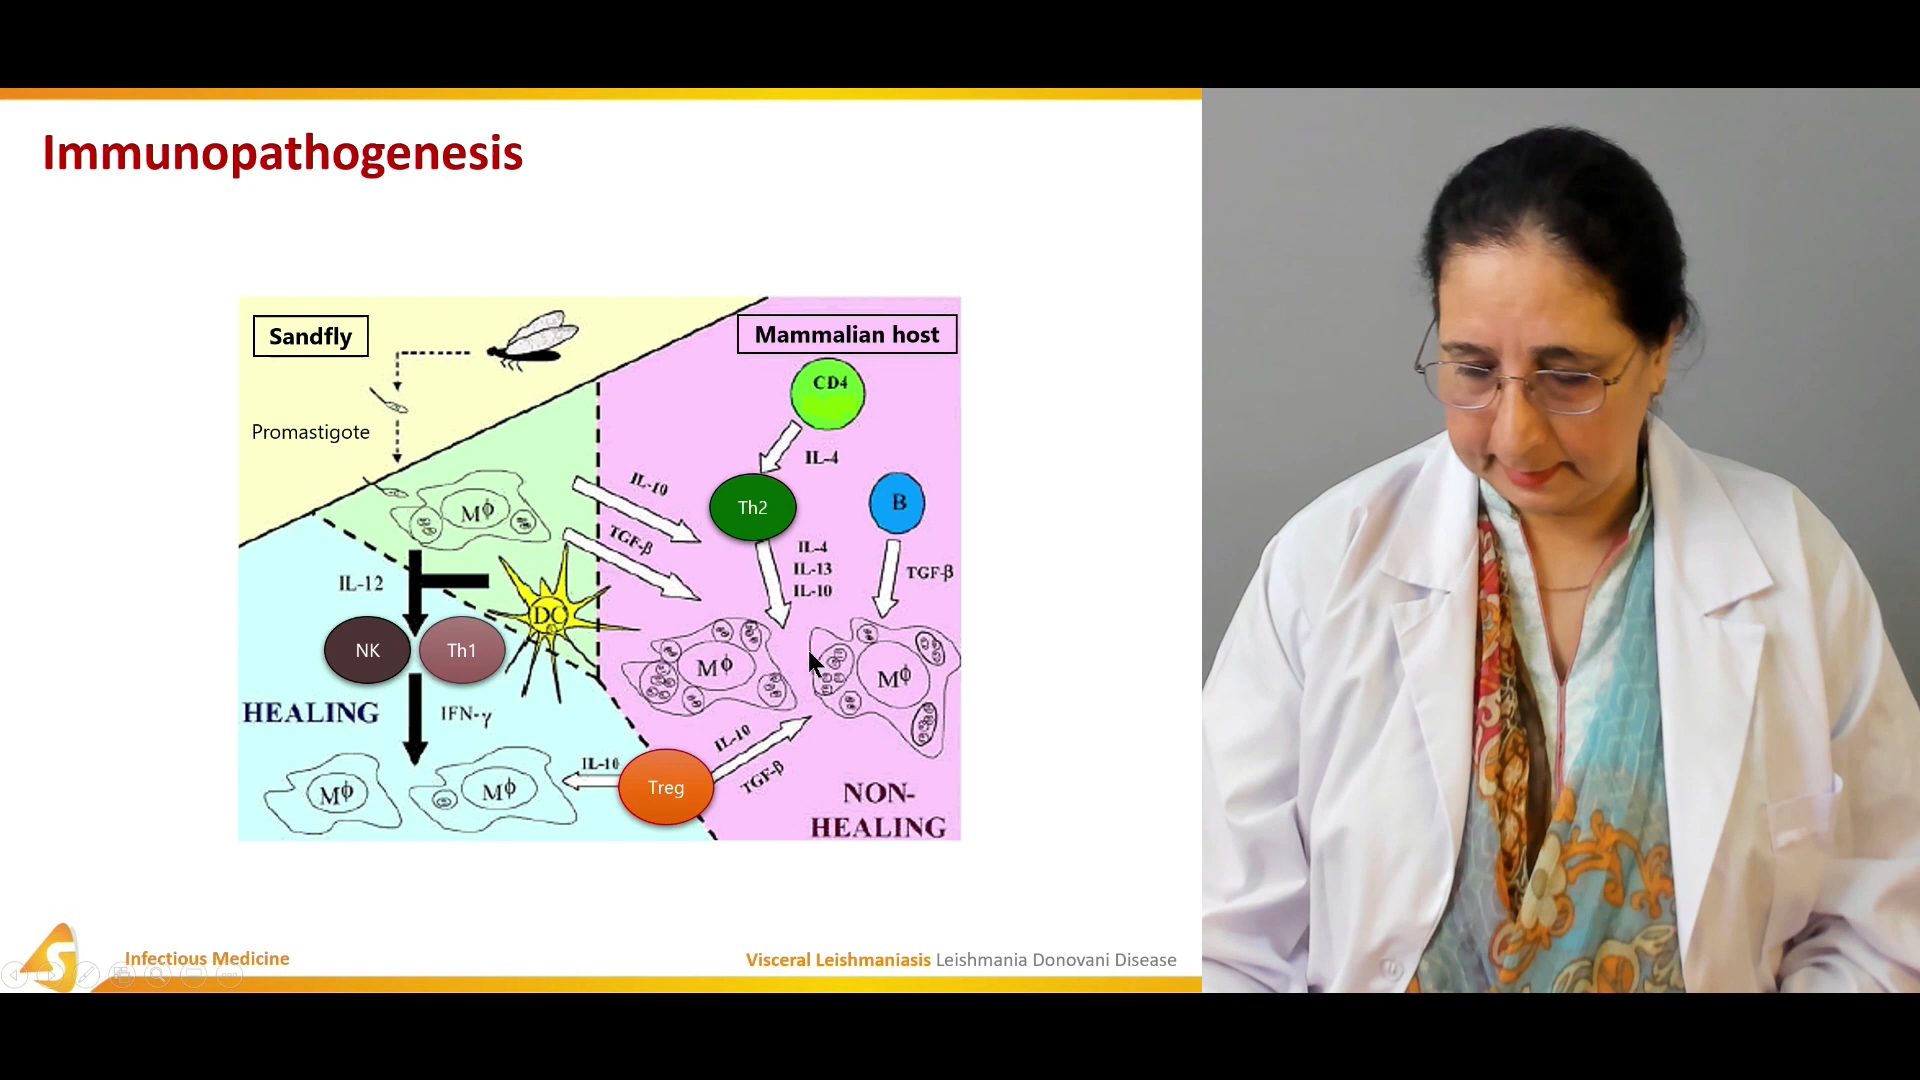 Immunopathogenesis
Sandfly
Mammalian host
CD4
Promastigote
IL-4
IL-10
Th2
B
MΦ
TGF-β
IL-4
IL-13
IL-10
TGF-β
IL-12
DC
NK
Th1
MΦ
MΦ
HEALING
IFN-γ
IL-10
IL-10
TGF-β
Treg
MΦ
MΦ
NON-
HEALING
S
Infectious Medicine
Visceral Leishmaniasis Leishmania Donovani Disease